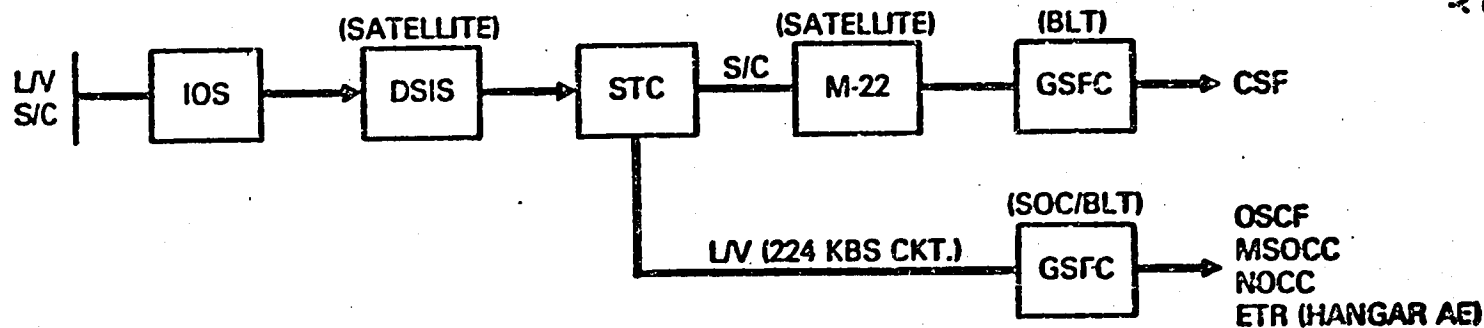 (SATELLITE)
(SATELLITE)
(BLT)
L/V
S/C
IOS
DSIS
STC
S/C
M-22
GSFC
CSF
(SOC/BLT)
L/V (224 KBS CKT.)
GSFC
OSCF
MSOCC
NOCC
ETR (HANGAR AE)